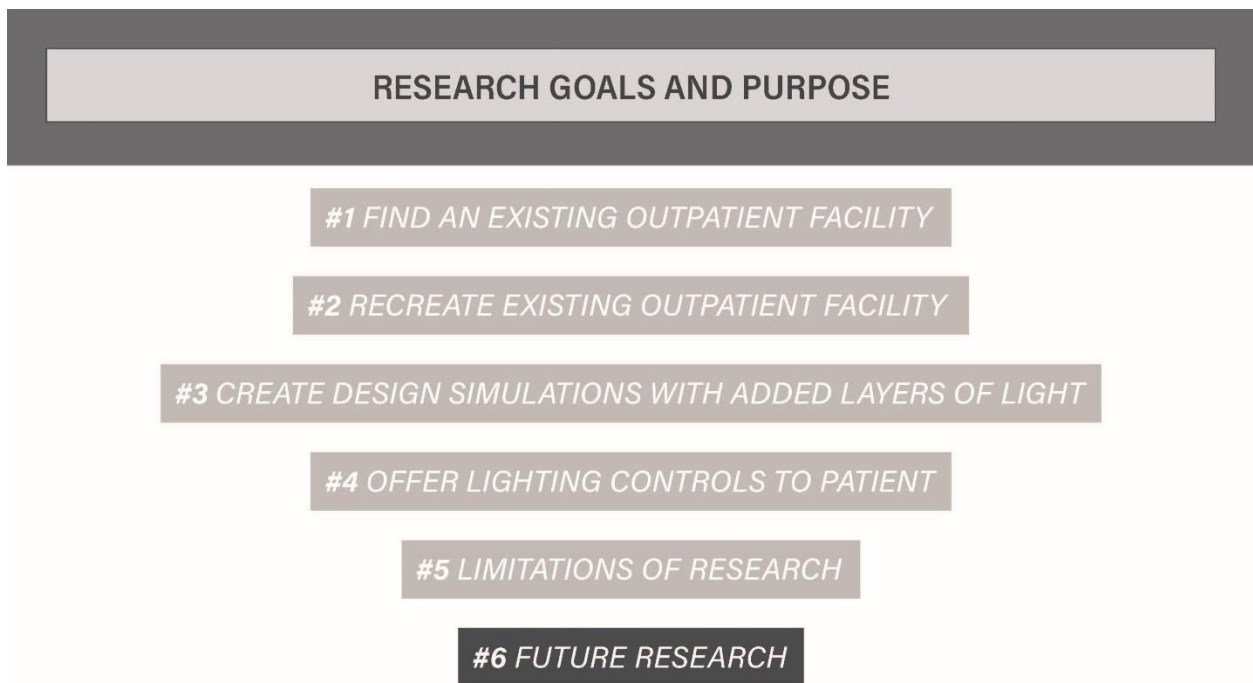 RESEARCH GOALS AND PURPOSE
#1 FIND AN EXISTING OUTPATIENT FACILITY
#2 RECREATE EXISTING OUTPATIENT FACILITY
#3 CREATE DESIGN SIMULATIONS WITH ADDED LAYERS OF LIGHT
#4 OFFER LIGHTING CONTROLS TO PATIENT
#5 LIMITATIONS OF RESEARCH
#6 FUTURE RESEARCH